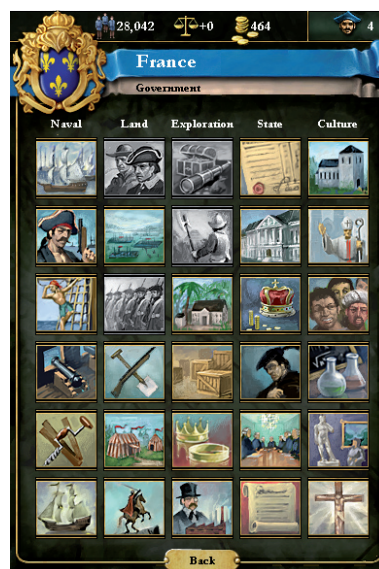 28,042 +0 464 4
France
Government
Naval Land Exploration State Culture
Back